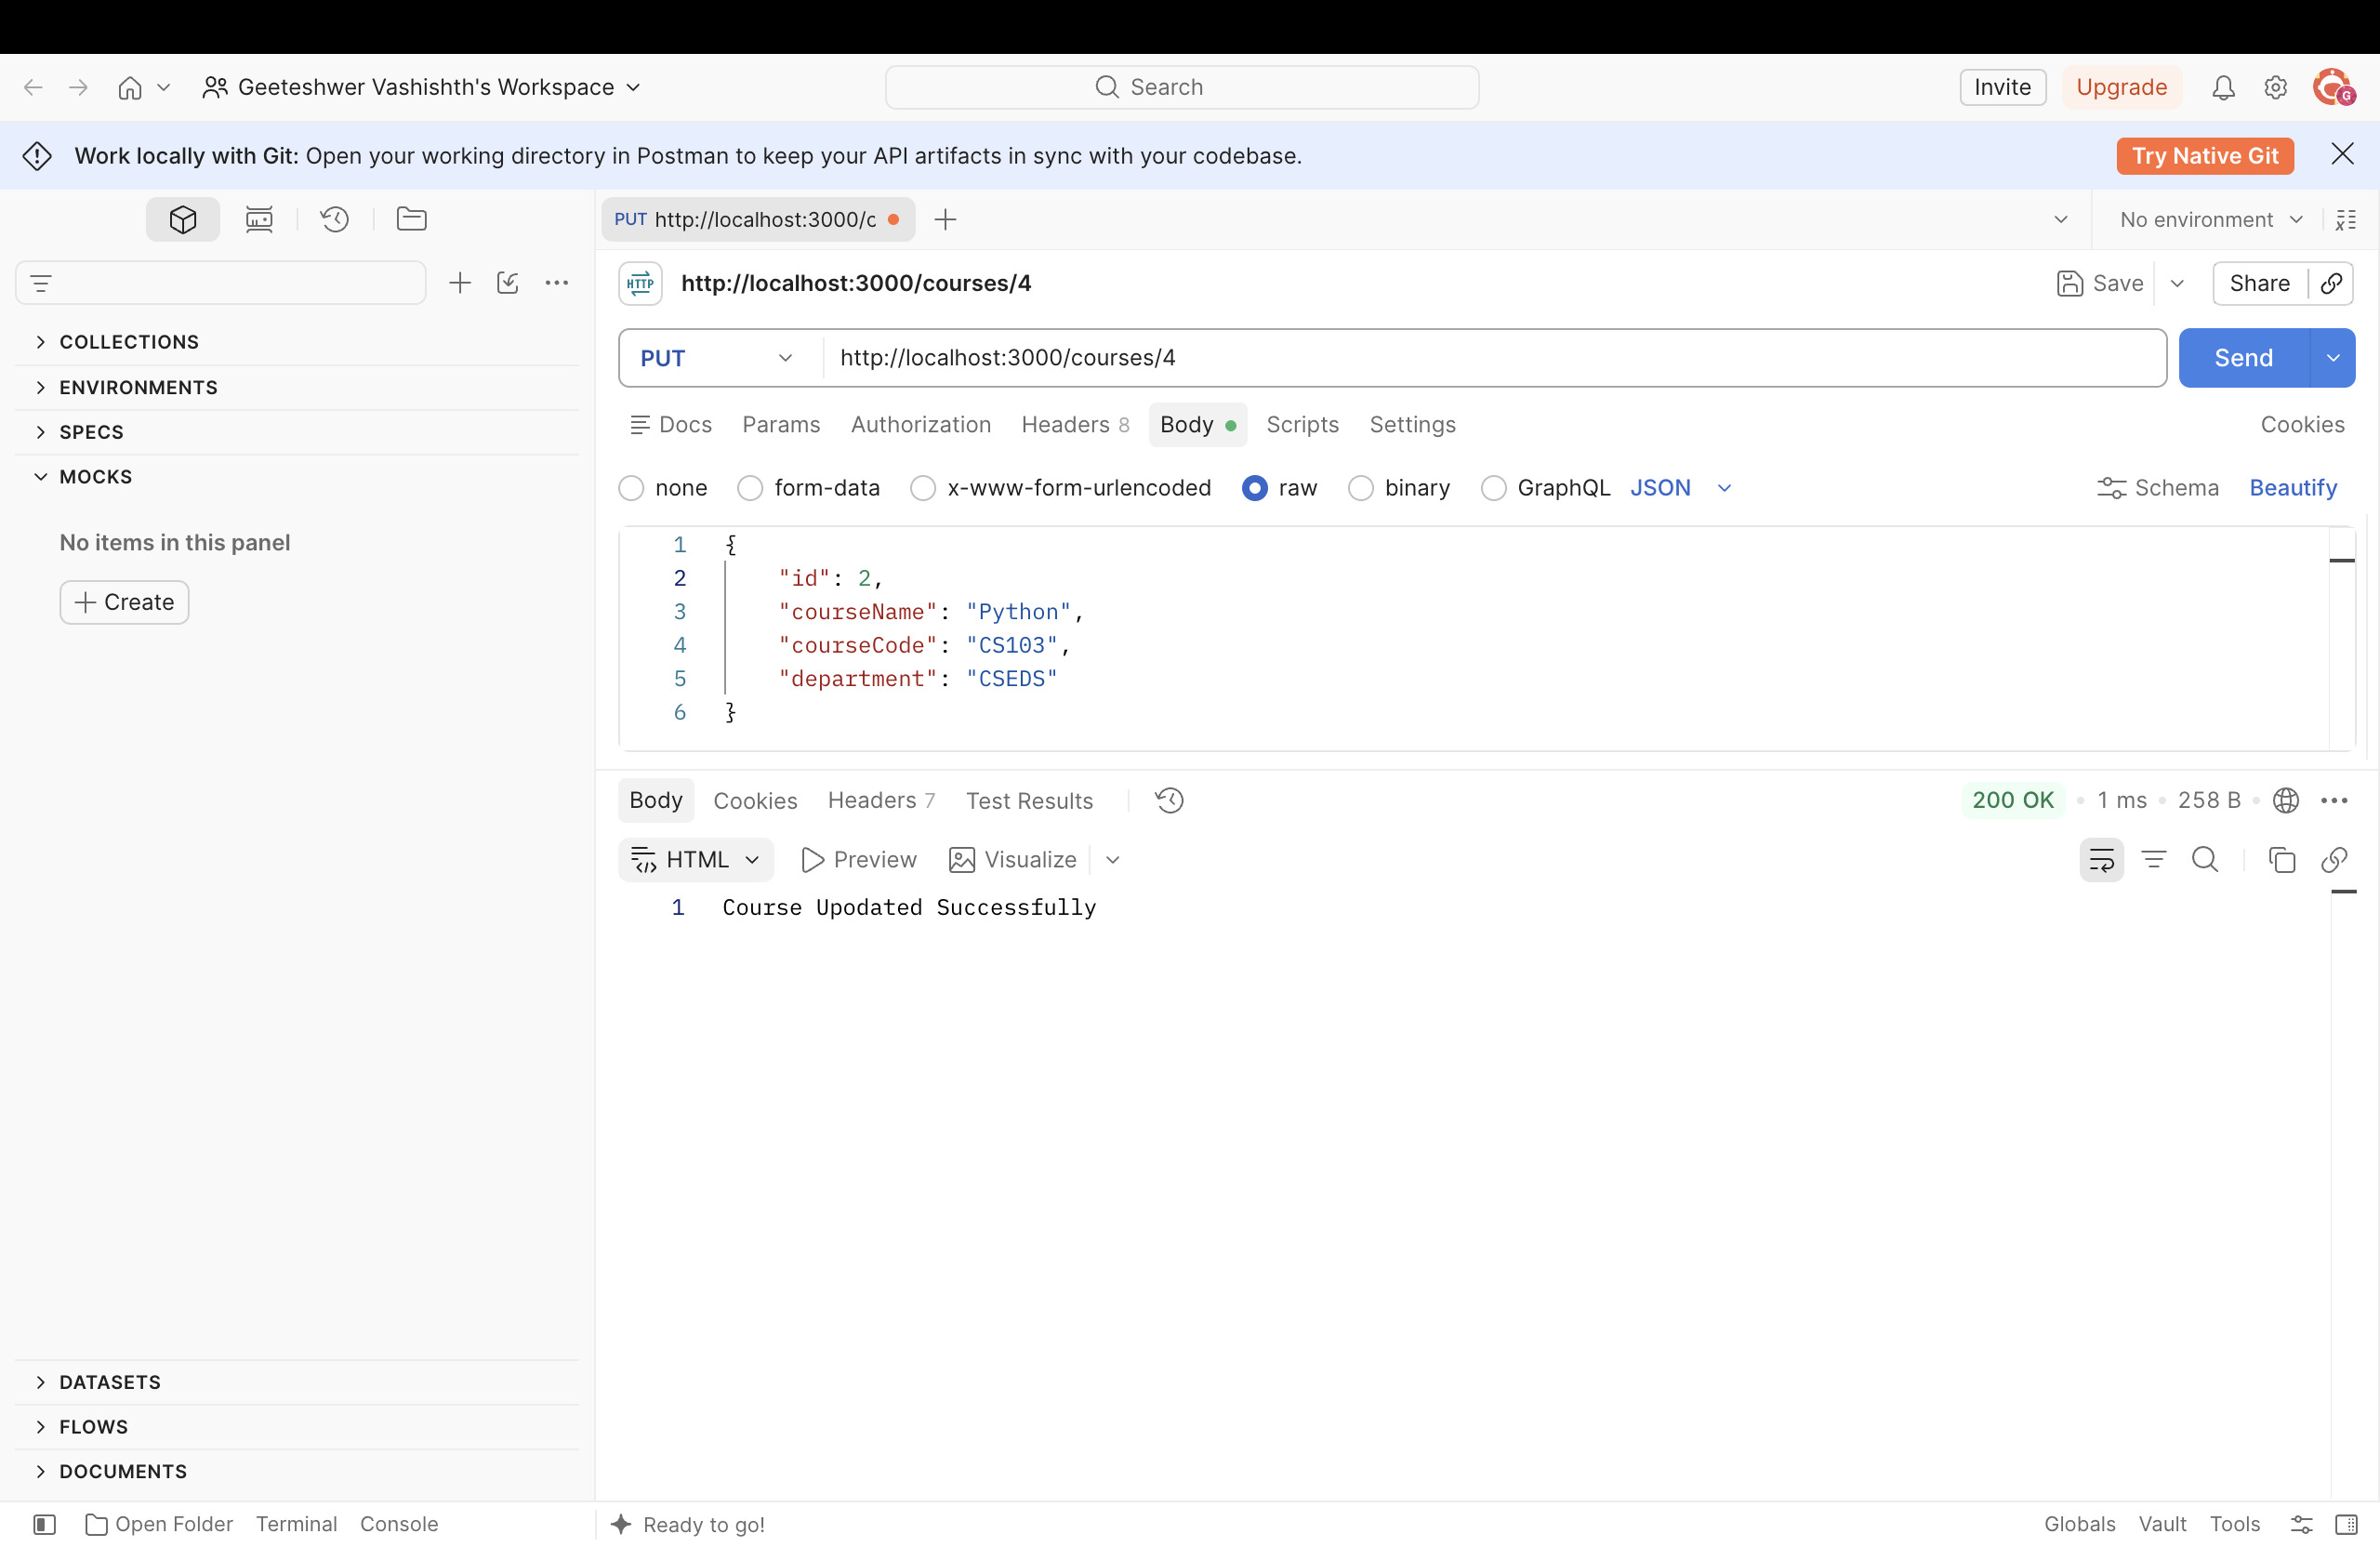 Geeteshwer Vashishth's Workspace
Search
Invite
Upgrade
G
Work locally with Git: Open your working directory in Postman to keep your API artifacts in sync with your codebase.
Try Native Git
PUT http://localhost:3000/c
No environment
HTTP http://localhost:3000/courses/4
Save
Share
COLLECTIONS
ENVIRONMENTS
SPECS
MOCKS
No items in this panel
Create
PUT
http://localhost:3000/courses/4
Send
Docs Params Authorization Headers 8 Body Scripts Settings
Cookies
none form-data x-www-form-urlencoded raw binary GraphQL JSON
Schema Beautify
1 {
2 "id": 2,
3 "courseName": "Python",
4 "courseCode": "CS103",
5 "department": "CSEDS"
6 }
Body Cookies Headers 7 Test Results
200 OK • 1 ms • 258 B •
HTML Preview Visualize
1 Course Upodated Successfully
DATASETS
FLOWS
DOCUMENTS
Open Folder Terminal Console
Ready to go!
Globals Vault Tools